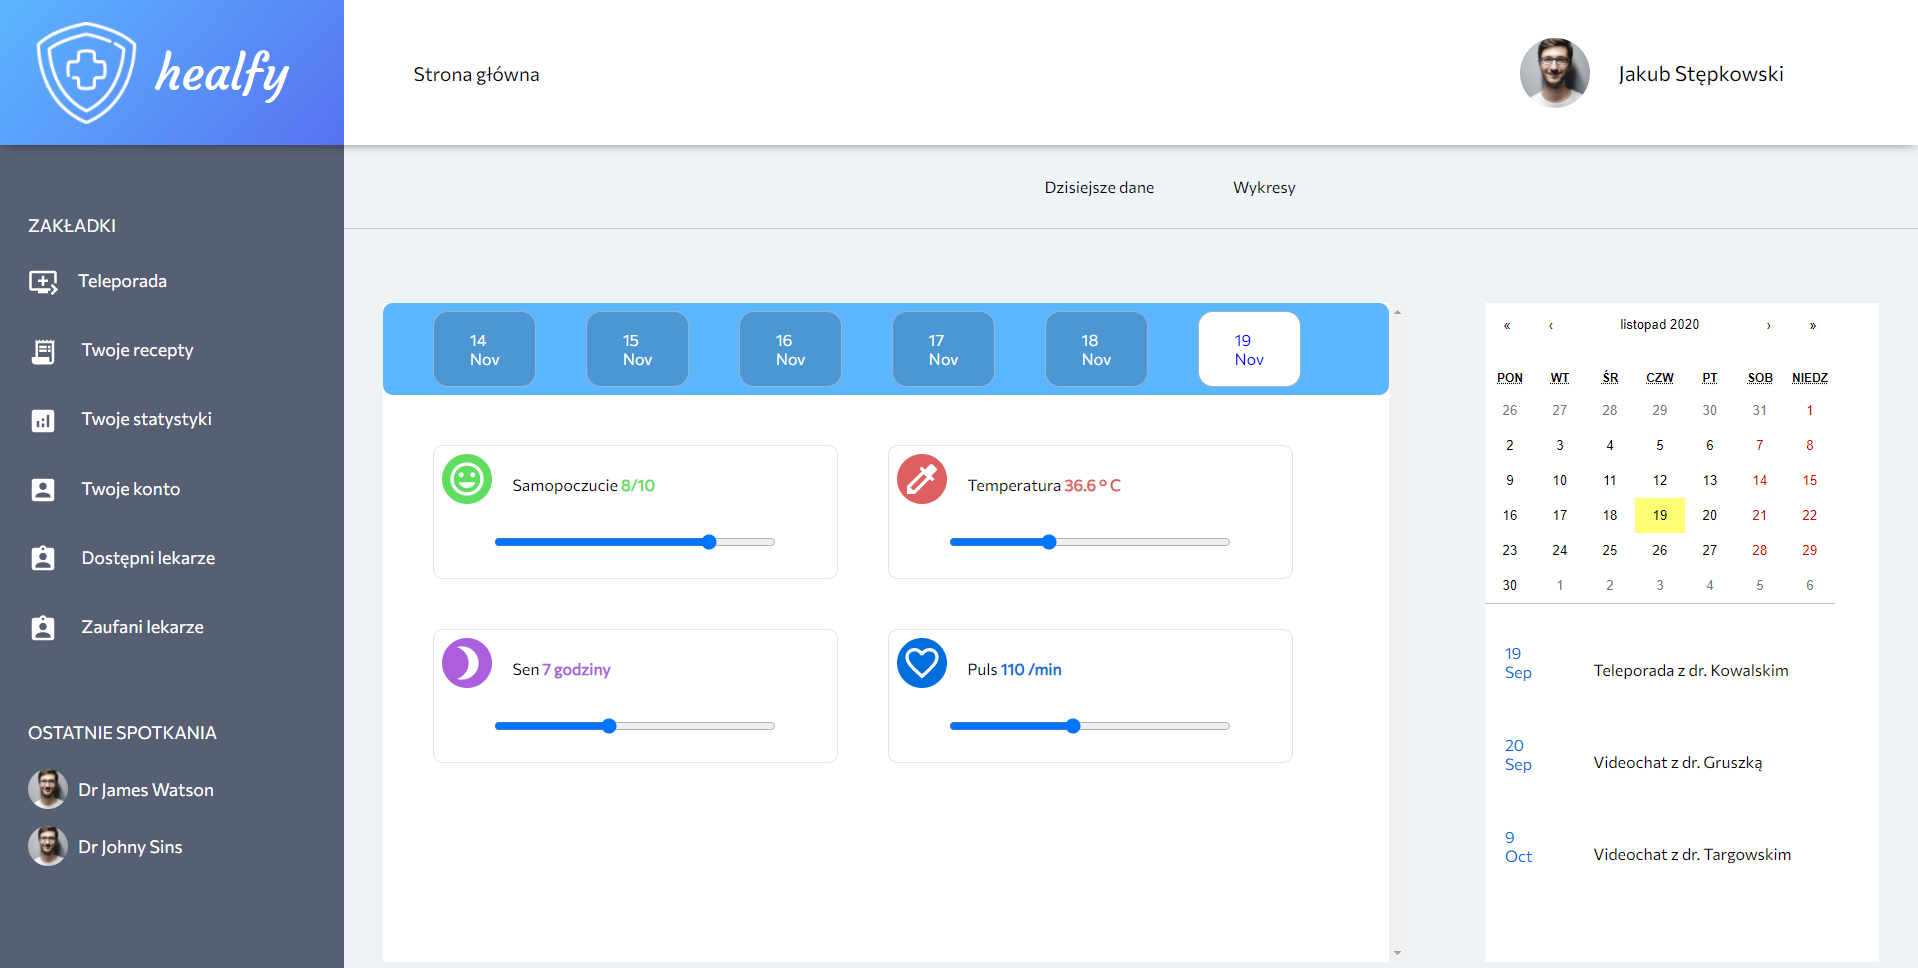 healfy
Strona główna
Jakub Stępkowski
Dzisiejsze dane
Wykresy
ZAKŁADKI
Teleporada
Twoje recepty
Twoje statystyki
Twoje konto
Dostępni lekarze
Zaufani lekarze
OSTATNIE SPOTKANIA
Dr James Watson
Dr Johny Sins
14
Nov
15
Nov
16
Nov
17
Nov
18
Nov
19
Nov
Samopoczucie 8/10
Temperatura 36.6 º C
Sen 7 godziny
Puls 110 /min
« ‹ listopad 2020 › »
PON WT ŚR CZW PT SOB NIEDZ
26 27 28 29 30 31 1
2 3 4 5 6 7 8
9 10 11 12 13 14 15
16 17 18 19 20 21 22
23 24 25 26 27 28 29
30 1 2 3 4 5 6
19
Sep
Teleporada z dr. Kowalskim
20
Sep
Videochat z dr. Gruszką
9
Oct
Videochat z dr. Targowskim